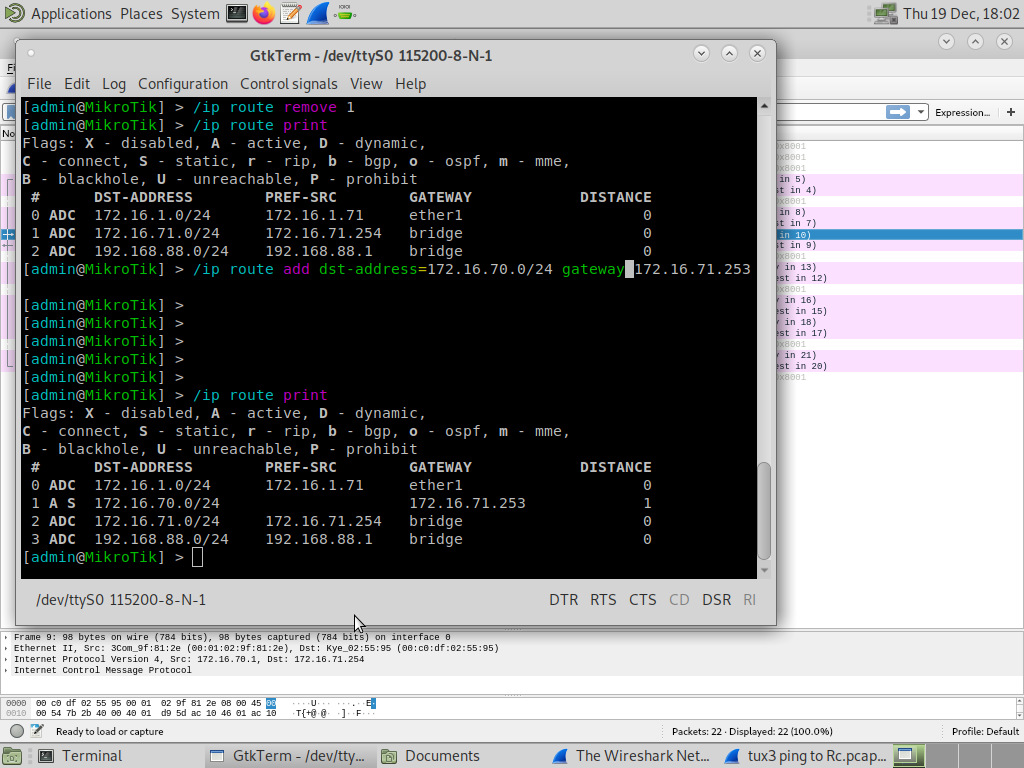 Applications Places System Thu 19 Dec, 18:02
GtkTerm - /dev/ttyS0 115200-8-N-1
File Edit Log Configuration Control signals View Help
Expression... +
[admin@MikroTik] > /ip route remove 1
[admin@MikroTik] > /ip route print
Flags: X - disabled, A - active, D - dynamic,
C - connect, S - static, r - rip, b - bgp, o - ospf, m - mme,
B - blackhole, U - unreachable, P - prohibit
# DST-ADDRESS PREF-SRC GATEWAY DISTANCE
0 ADC 172.16.1.0/24 172.16.1.71 ether1 0
1 ADC 172.16.71.0/24 172.16.71.254 bridge 0
2 ADC 192.168.88.0/24 192.168.88.1 bridge 0
[admin@MikroTik] > /ip route add dst-address=172.16.70.0/24 gateway 172.16.71.253
[admin@MikroTik] >
[admin@MikroTik] >
[admin@MikroTik] >
[admin@MikroTik] >
[admin@MikroTik] >
[admin@MikroTik] > /ip route print
Flags: X - disabled, A - active, D - dynamic,
C - connect, S - static, r - rip, b - bgp, o - ospf, m - mme,
B - blackhole, U - unreachable, P - prohibit
# DST-ADDRESS PREF-SRC GATEWAY DISTANCE
0 ADC 172.16.1.0/24 172.16.1.71 ether1 0
1 A S 172.16.70.0/24 172.16.71.253 1
2 ADC 172.16.71.0/24 172.16.71.254 bridge 0
3 ADC 192.168.88.0/24 192.168.88.1 bridge 0
[admin@MikroTik] >
/dev/ttyS0 115200-8-N-1 DTR RTS CTS CD DSR RI
No
0x8001
0x8001
0x8001
in 5)
st in 4)
0x8001
in 8)
st in 7)
in 10)
st in 9)
0x8001
y in 13)
est in 12)
0x8001
y in 16)
est in 15)
y in 18)
est in 17)
0x8001
y in 21)
est in 20)
0x8001
Frame 9: 98 bytes on wire (784 bits), 98 bytes captured (784 bits) on interface 0
Ethernet II, Src: 3Com_9f:81:2e (00:01:02:9f:81:2e), Dst: Kye_02:55:95 (00:c0:df:02:55:95)
Internet Protocol Version 4, Src: 172.16.70.1, Dst: 172.16.71.254
Internet Control Message Protocol
0000 00 c0 df 02 55 95 00 01 02 9f 81 2e 08 00 45 00 ····U··· ···.··E·
0010 00 54 7b 2b 40 00 40 01 d9 5d ac 10 46 01 ac 10 ·T{+@·@· ·]··F···
Ready to load or capture Packets: 22 · Displayed: 22 (100.0%) Profile: Default
Terminal GtkTerm - /dev/tty... Documents The Wireshark Net... tux3 ping to Rc.pcap...